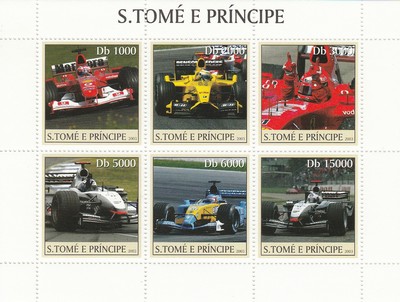 S.TOMÉ E PRÍNCIPE
Db 1000
Db 2000
Db 3000
S.TOMÉ E PRÍNCIPE 2003
S.TOMÉ E PRÍNCIPE 2003
S.TOMÉ E PRÍNCIPE 2003
Db 5000
Db 6000
Db 15000
S.TOMÉ E PRÍNCIPE 2003
S.TOMÉ E PRÍNCIPE 2003
S.TOMÉ E PRÍNCIPE 2003